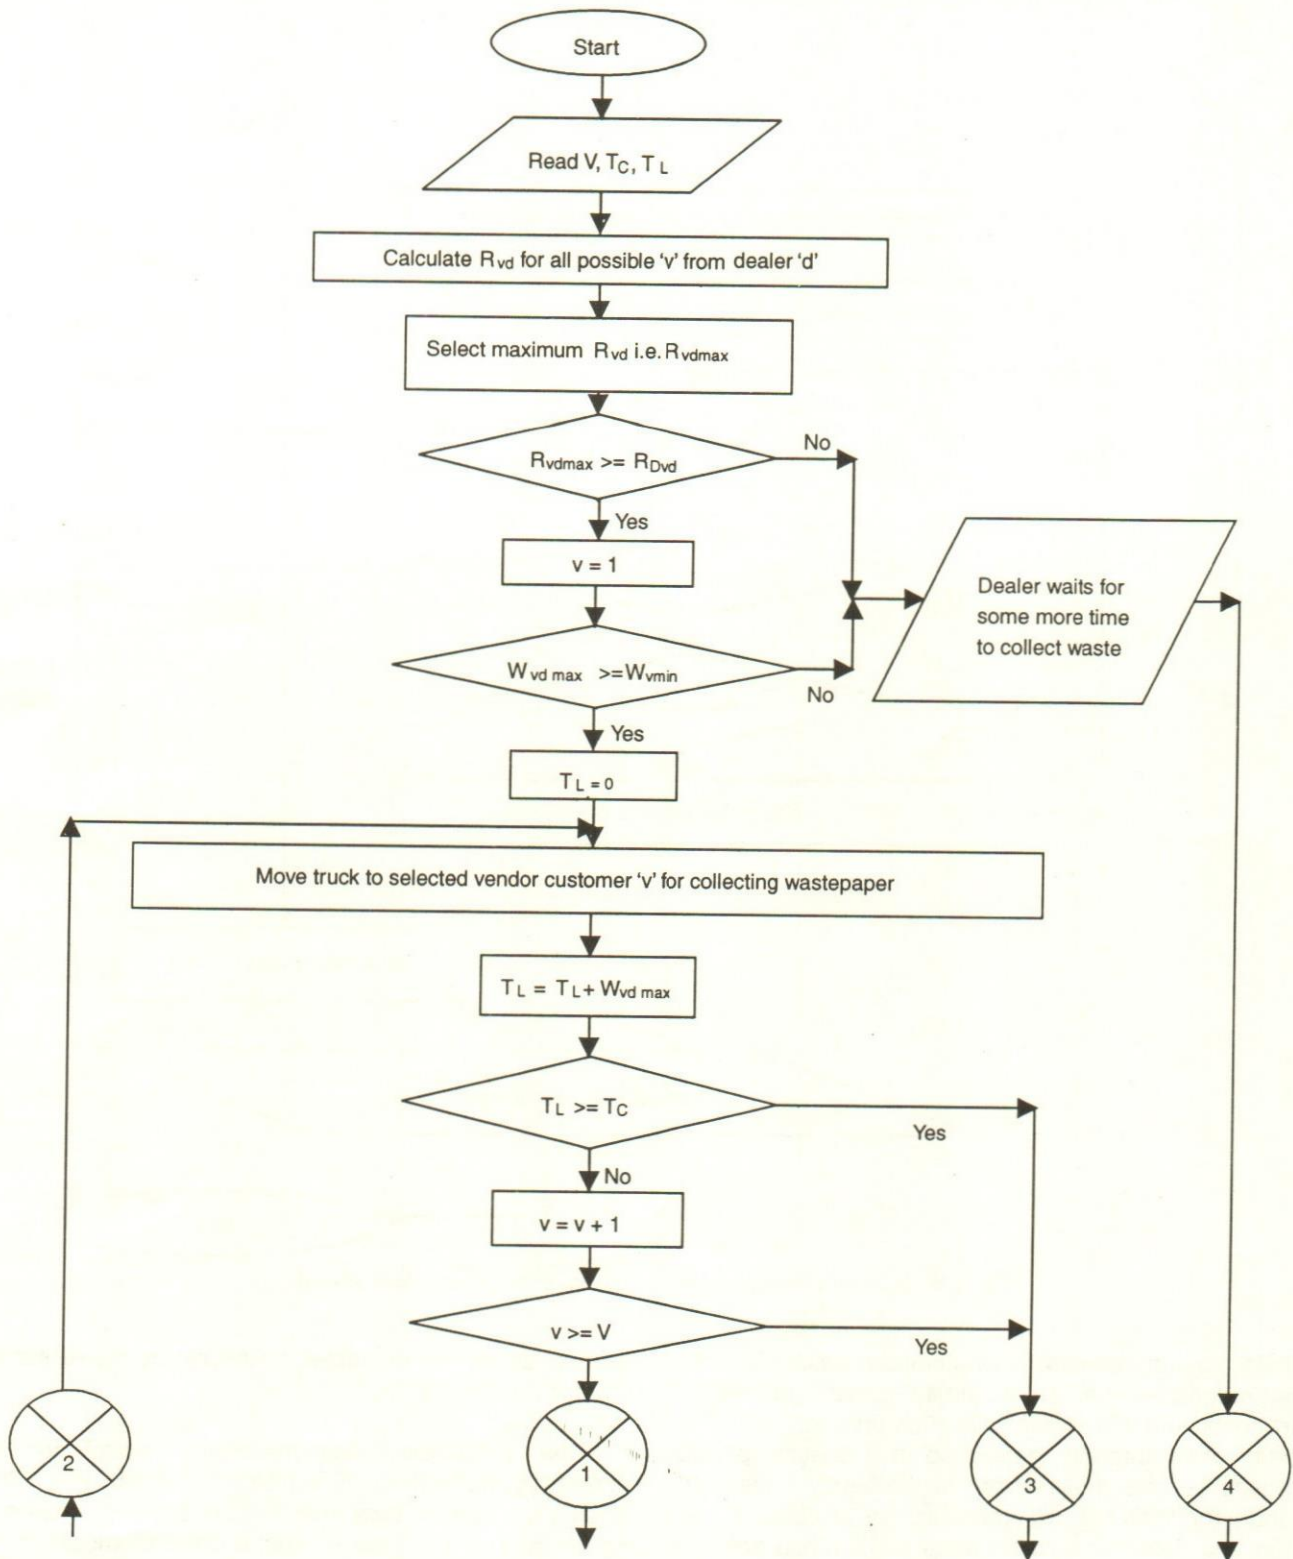 Start
Read V, TC, T L
Calculate Rvd for all possible ‘v’ from dealer ‘d’
Select maximum Rvd i.e. Rvdmax
Rvdmax >= RDvd
No
Yes
v = 1
Dealer waits for
some more time
to collect waste
Wvd max >=Wvmin
No
Yes
TL = 0
Move truck to selected vendor customer ‘v’ for collecting wastepaper
TL = TL+ Wvd max
TL >= TC
Yes
No
v = v + 1
v >= V
Yes
2
1
3
4